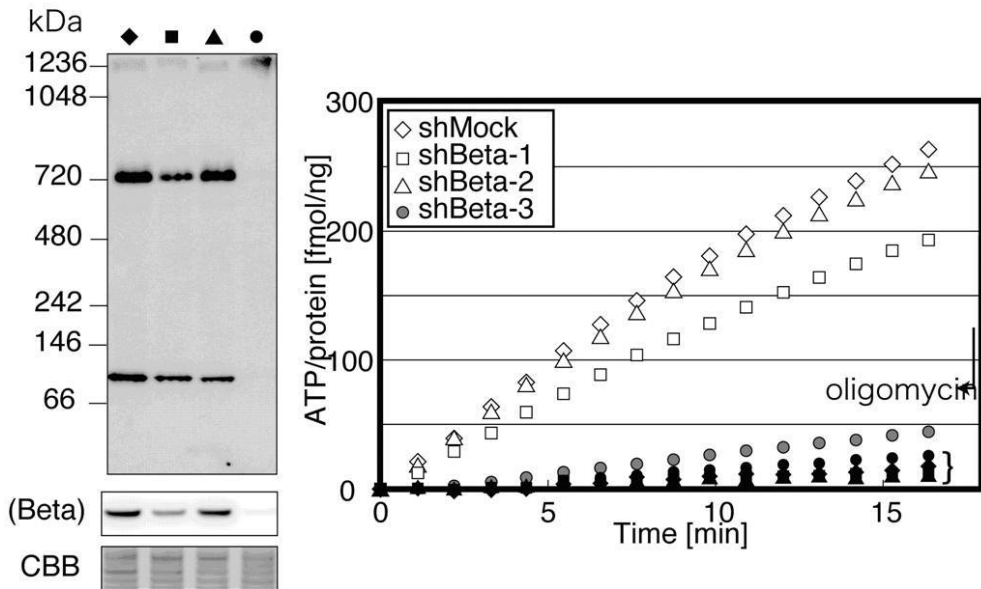 kDa
1236
1048
720
480
242
146
66
(Beta)
CBB
300
200
100
0
ATP/protein [fmol/ng]
shMock
shBeta-1
shBeta-2
shBeta-3
oligomycin
}
0 5 10 15
Time [min]